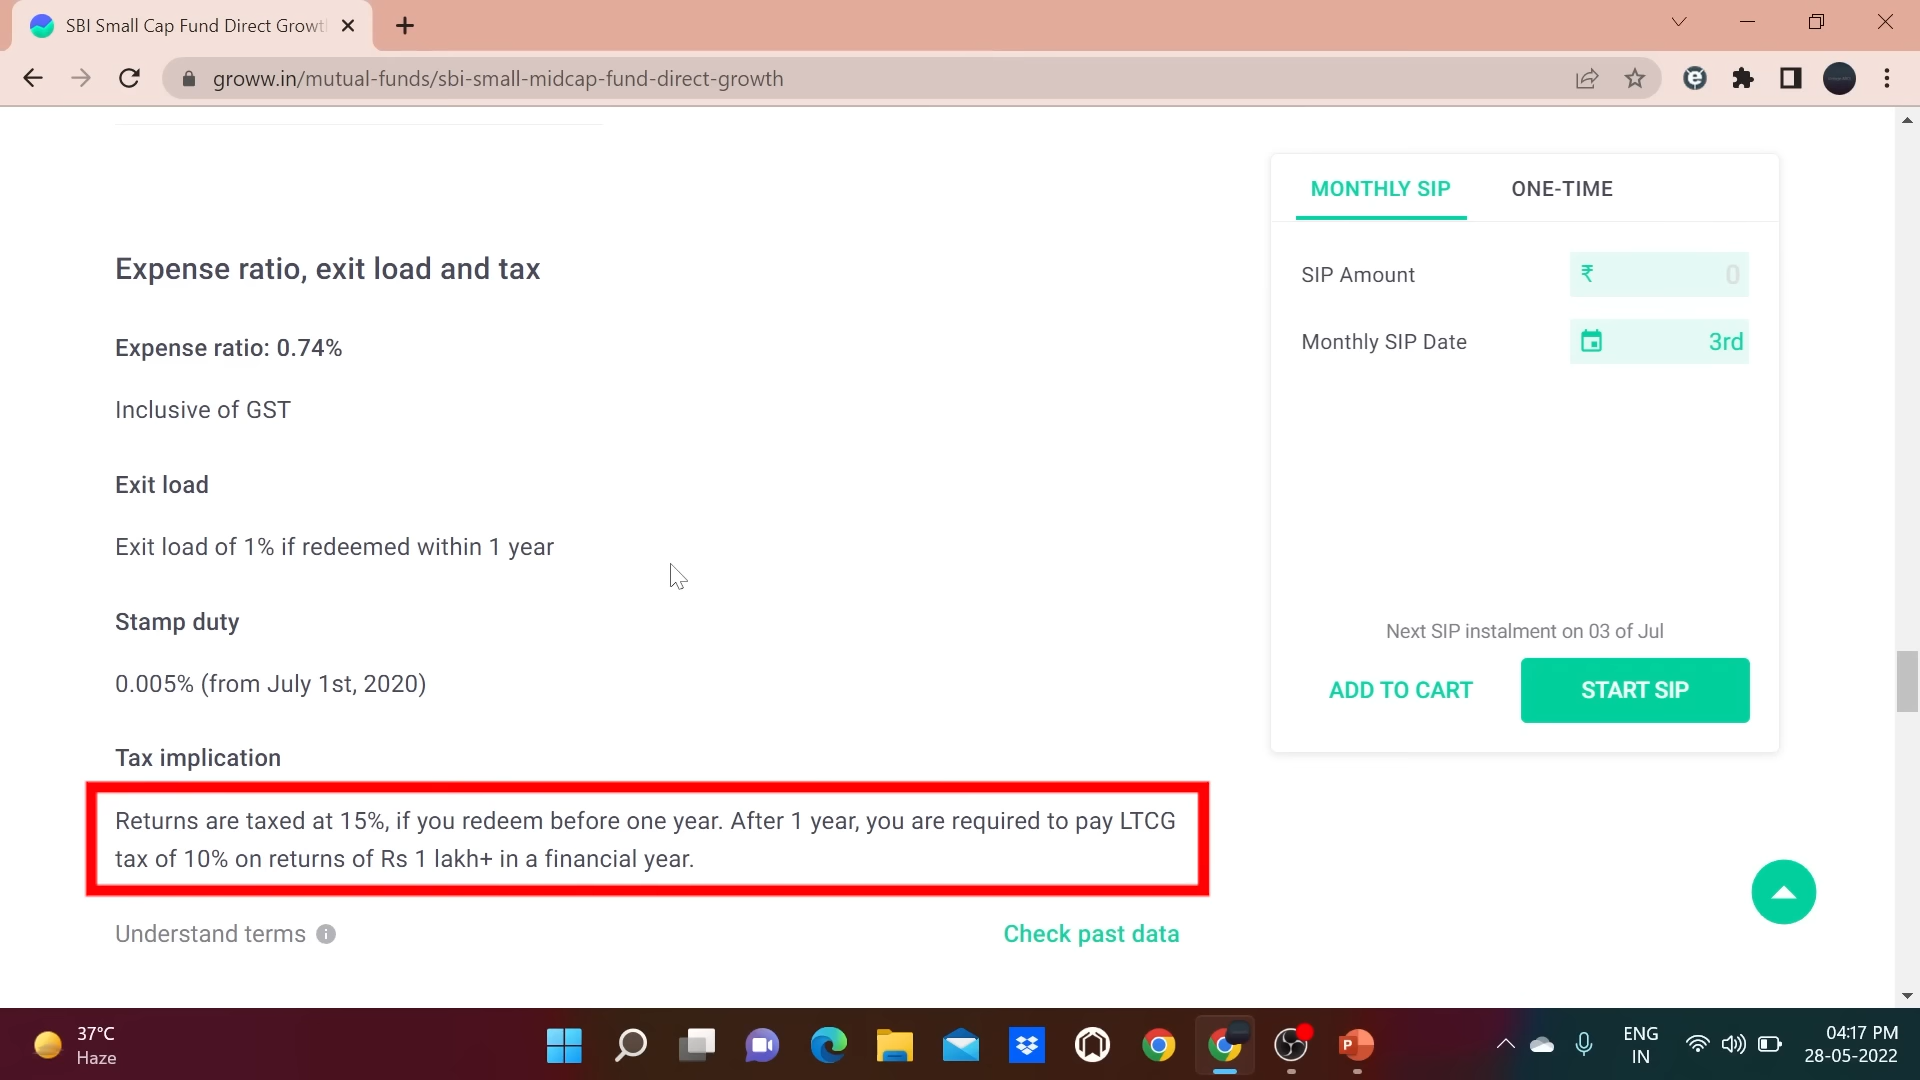 SBI Small Cap Fund Direct Growt
groww.in/mutual-funds/sbi-small-midcap-fund-direct-growth
Expense ratio, exit load and tax
Expense ratio: 0.74%
Inclusive of GST
Exit load
Exit load of 1% if redeemed within 1 year
Stamp duty
0.005% (from July 1st, 2020)
Tax implication
Returns are taxed at 15%, if you redeem before one year. After 1 year, you are required to pay LTCG
tax of 10% on returns of Rs 1 lakh+ in a financial year.
Understand terms
Check past data
MONTHLY SIP ONE-TIME
SIP Amount ₹ 0
Monthly SIP Date 3rd
Next SIP instalment on 03 of Jul
ADD TO CART START SIP
37°C
Haze
P
ENG
IN
04:17 PM
28-05-2022